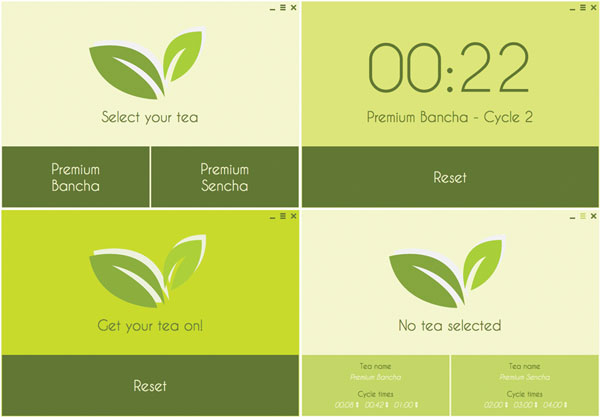 Select your tea
Premium
Bancha
Premium
Sencha
00:22
Premium Bancha - Cycle 2
Reset
Get your tea on!
Reset
No tea selected
Tea name
Premium Bancha
Cycle times
00:08 00:42 01:00
Tea name
Premium Sencha
Cycle times
02:00 03:00 04:00